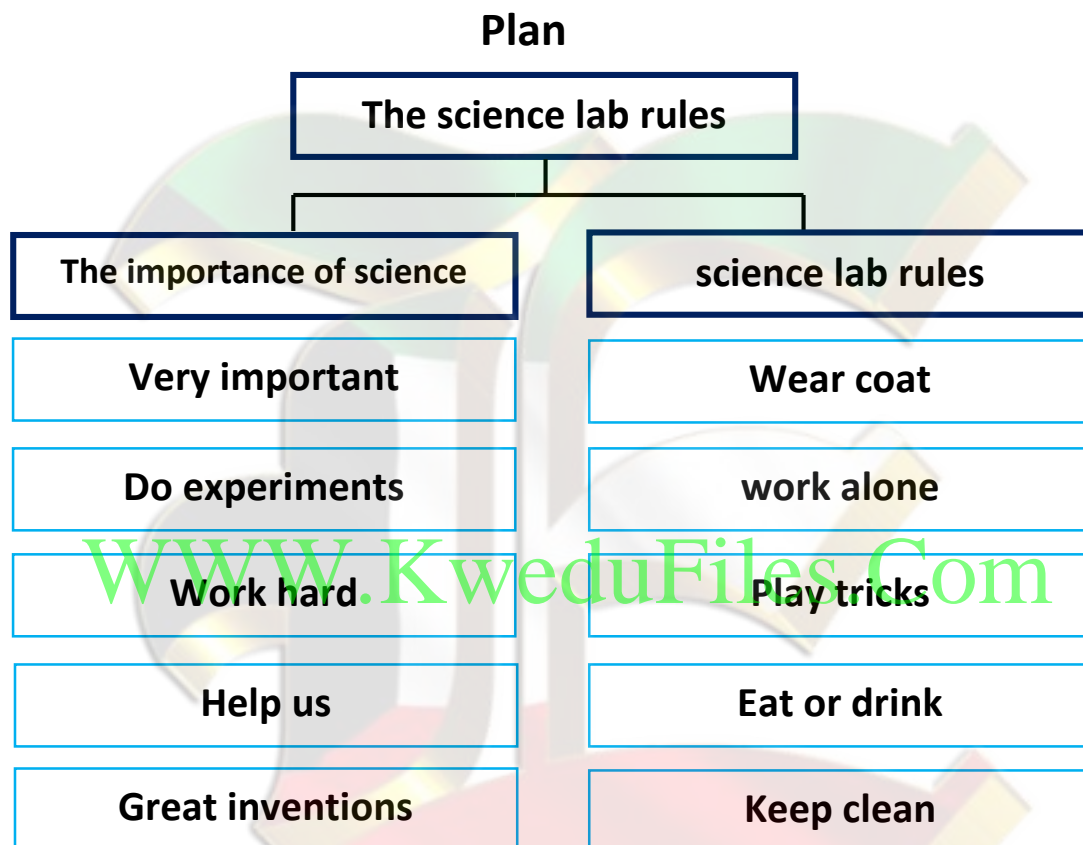 Plan
The science lab rules
The importance of science
science lab rules
Very important
Wear coat
Do experiments
work alone
WWW.KweduFiles.Com
Work hard
Play tricks
Help us
Eat or drink
Great inventions
Keep clean